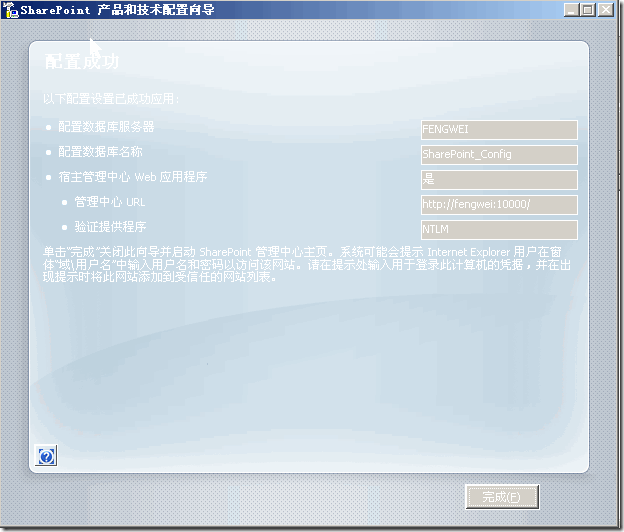 SharePoint 产品和技术配置向导
配置成功
以下配置设置已成功应用:
配置数据库服务器 FENGWEI
配置数据库名称 SharePoint_Config
宿主管理中心 Web 应用程序 是
管理中心 URL http://fengwei:10000/
验证提供程序 NTLM
单击“完成”关闭此向导并启动 SharePoint 管理中心主页。系统可能会提示 Internet Explorer 用户在窗
体“域\用户名”中输入用户名和密码以访问该网站。请在提示处输入用于登录此计算机的凭据，并在出
现提示时将此网站添加到受信任的网站列表。
完成(F)